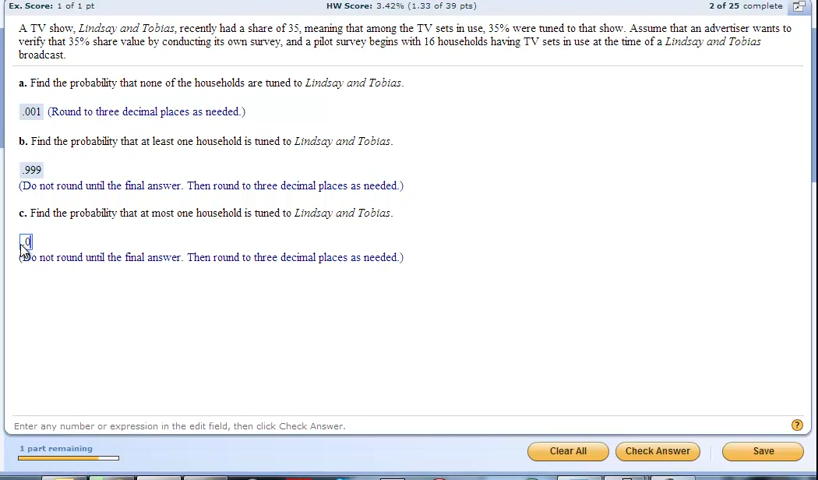 Ex. Score: 1 of 1 pt HW Score: 3.42% (1.33 of 39 pts) 2 of 25 complete
A TV show, Lindsay and Tobias, recently had a share of 35, meaning that among the TV sets in use, 35% were tuned to that show. Assume that an advertiser wants to
verify that 35% share value by conducting its own survey, and a pilot survey begins with 16 households having TV sets in use at the time of a Lindsay and Tobias
broadcast.
a. Find the probability that none of the households are tuned to Lindsay and Tobias.
.001 (Round to three decimal places as needed.)
b. Find the probability that at least one household is tuned to Lindsay and Tobias.
.999
(Do not round until the final answer. Then round to three decimal places as needed.)
c. Find the probability that at most one household is tuned to Lindsay and Tobias.
.0
(Do not round until the final answer. Then round to three decimal places as needed.)
Enter any number or expression in the edit field, then click Check Answer. ?
1 part remaining Clear All Check Answer Save